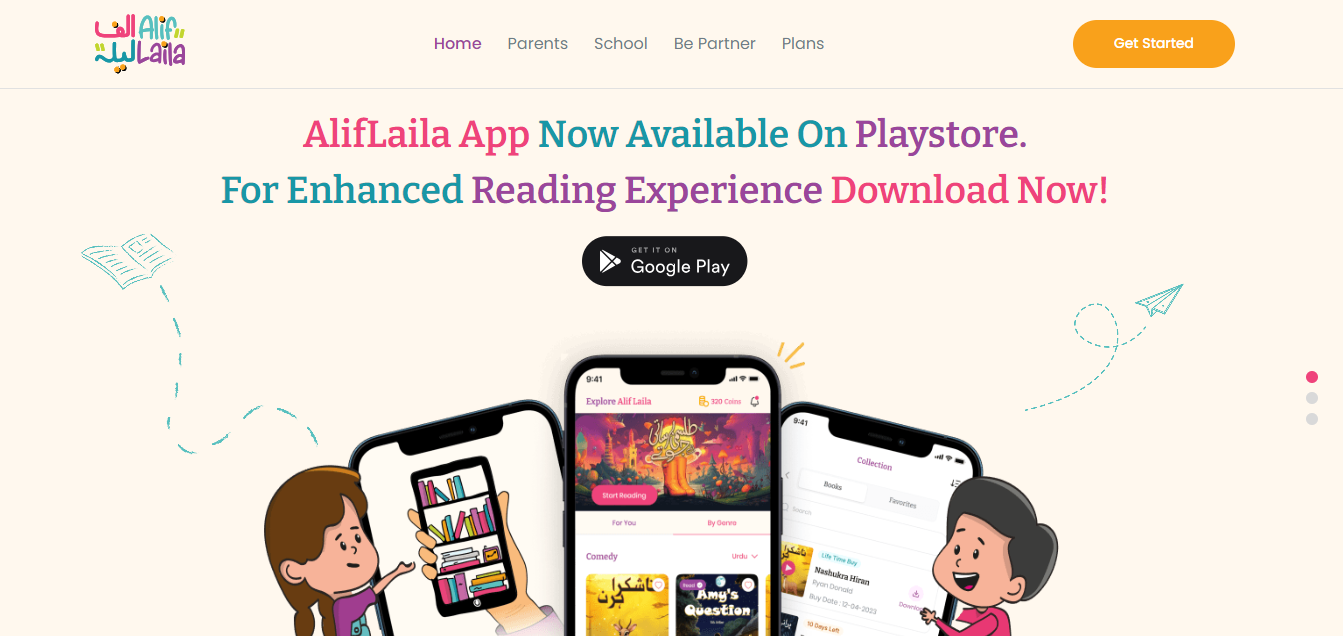 الف Alif
ليلة Laila
Home Parents School Be Partner Plans
Get Started
AlifLaila App Now Available On Playstore.
For Enhanced Reading Experience Download Now!
GET IT ON
Google Play
9:41
Explore Alif Laila 320 Coins
Start Reading
For You By Genre
Comedy Urdu
ناشکرا
ہرن
Read
Amy's
Question
9:41
Collection
Books Favorites
Search
Life Time Buy
Nashukra Hiran
Ryan Donald
Buy Date : 12-04-2023
10 Days Left